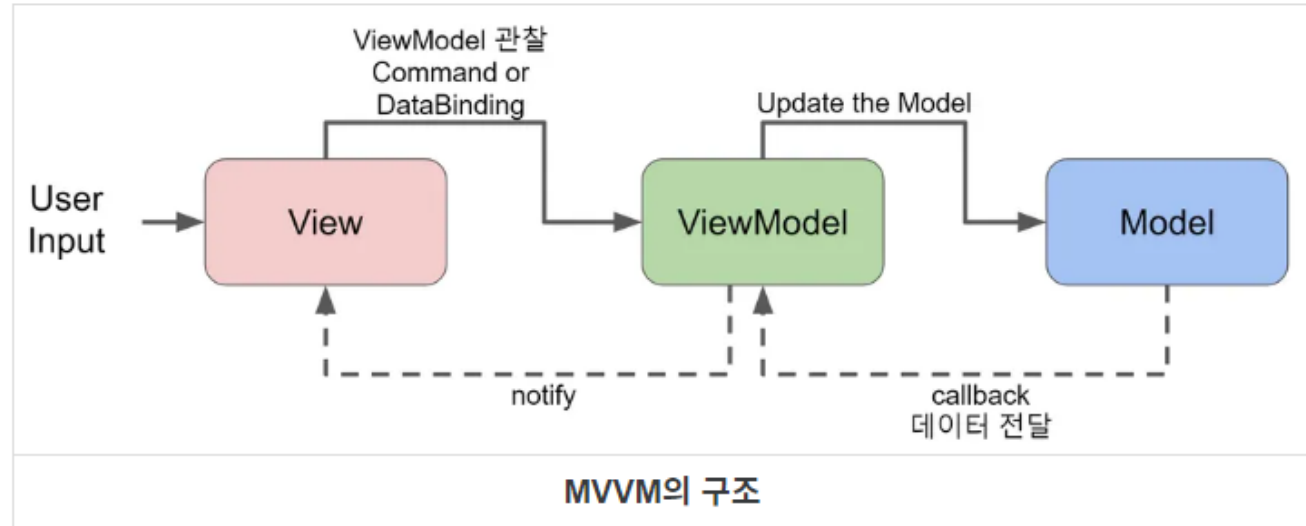 ViewModel 관찰
Command or
DataBinding
Update the Model
User
Input
View
ViewModel
Model
notify
callback
데이터 전달
MVVM의 구조